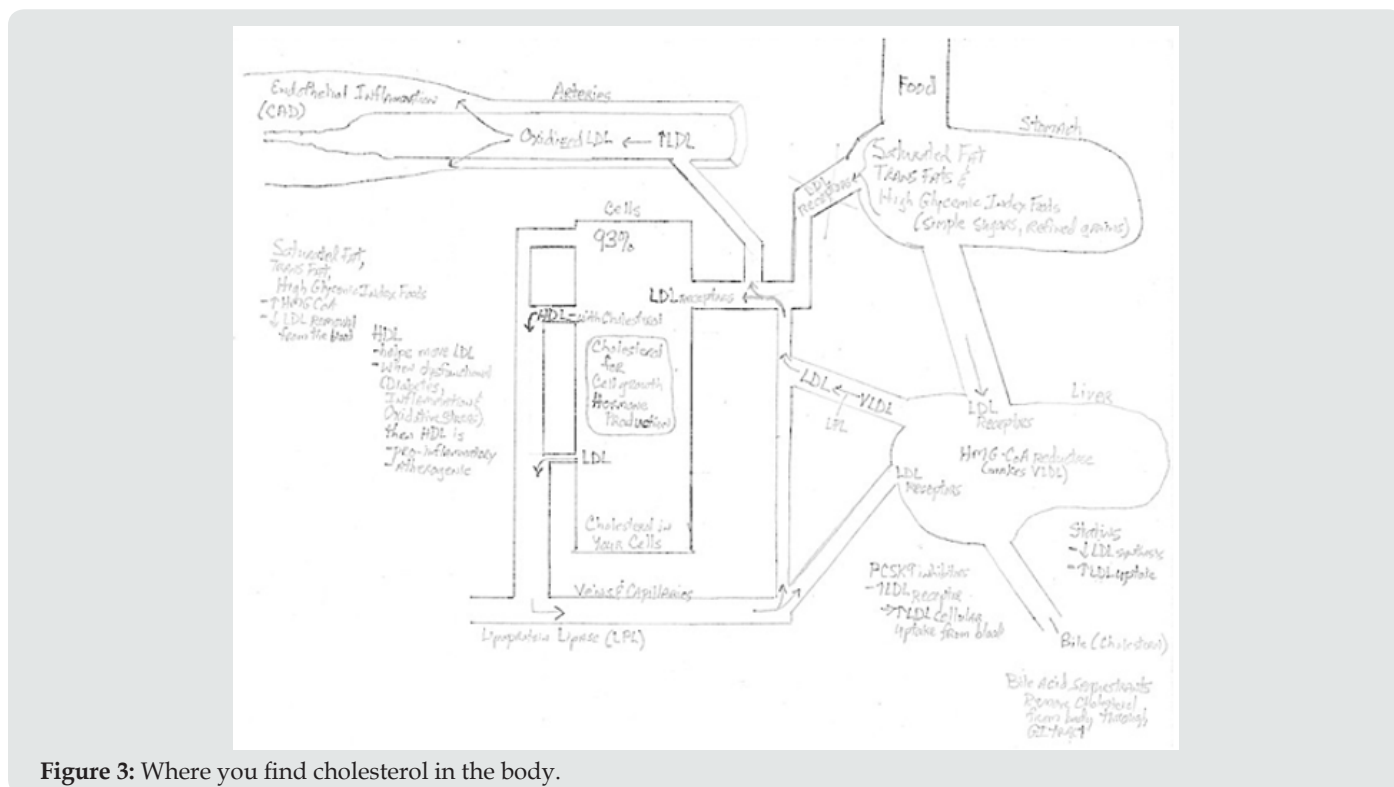 Food
Stomach
Saturated Fat
Trans Fats &
High Glycemic Index Foods
(Simple Sugars, Refined grains)
LDL
Receptors
Arteries
Endothelial Inflammation
(CAD)
Oxidized LDL ← ↑LDL
Cells
93%
LDL receptors
HDL - with Cholesterol
Cholesterol
for
Cell growth
Hormone
Production
LDL
Cholesterol in
Your Cells
Saturated Fat,
Trans Fat,
High Glycemic Index Foods
- ↑ HMG CoA
- ↓ LDL Removal
from the blood
HDL
- helps move LDL
- When dysfunctional
(Diabetes,
Inflammation &
Oxidative stress)
then HDL is
- pro-inflammatory
- Atherogenic
LDL ← VLDL
LPL
Liver
LDL
Receptors
HMG-CoA reductase
(makes VLDL)
LDL
Receptors
Statins
- ↓ LDL synthesis
- ↑ LDL uptake
PCSK9 inhibitors
- ↑LDL Receptor
→ ↑LDL cellular
uptake from blood
Bile (Cholesterol)
Bile Acid Sequestrants
Remove Cholesterol
from body through
GI tract
Veins & Capillaries
Lipoprotein Lipase (LPL)
Figure 3: Where you find cholesterol in the body.